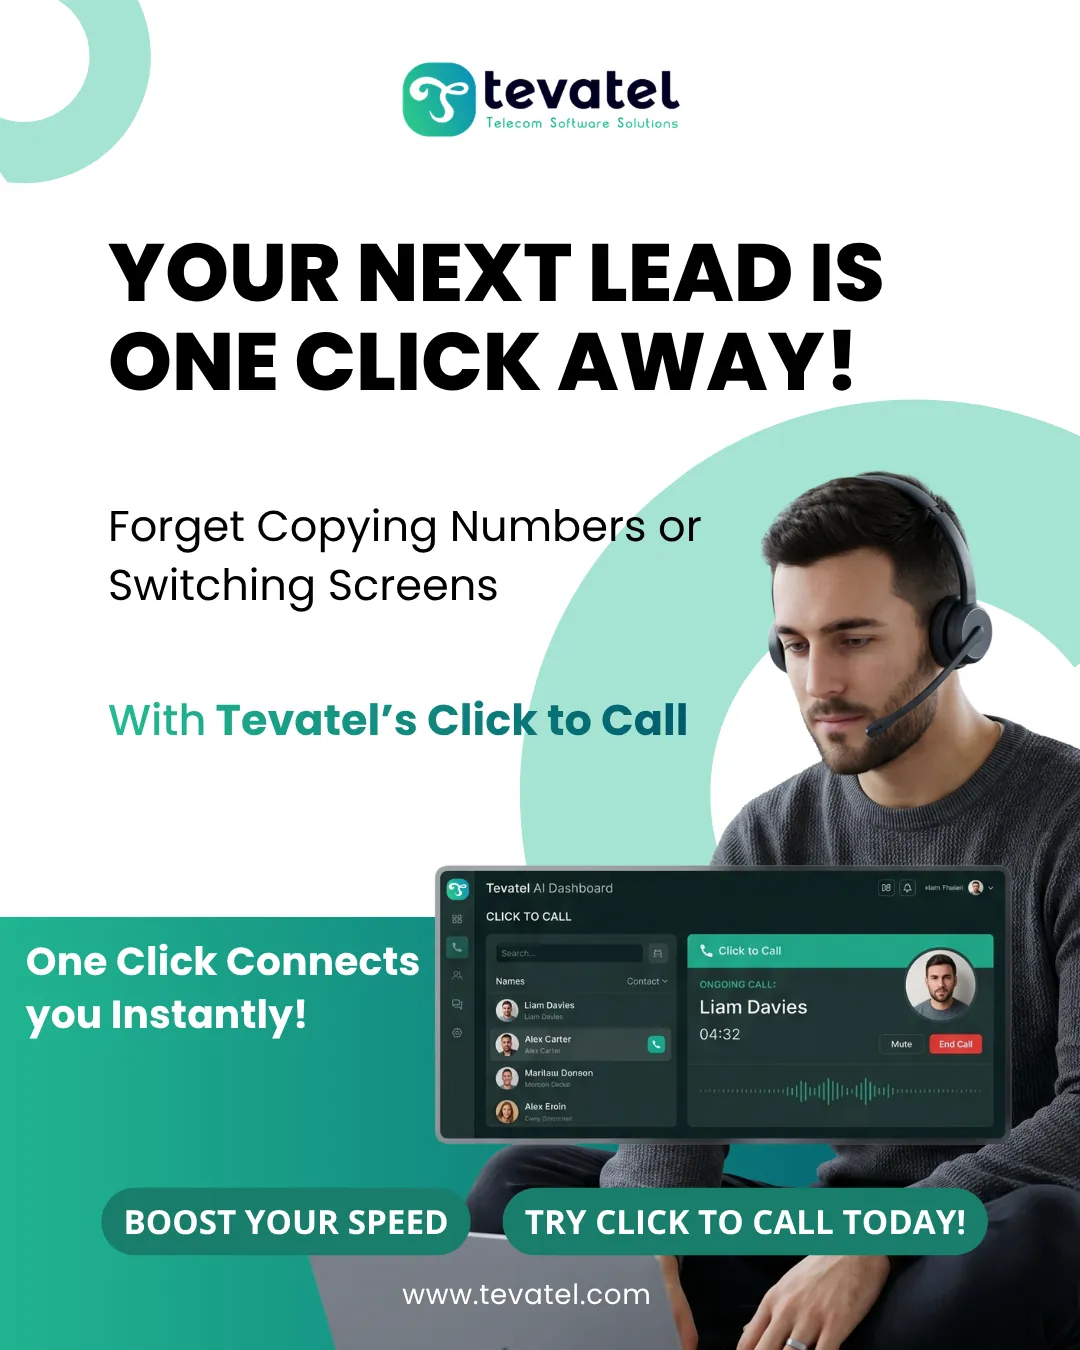 tevatel
Telecom Software Solutions
YOUR NEXT LEAD IS
ONE CLICK AWAY!
Forget Copying Numbers or
Switching Screens
With Tevatel's Click to Call
One Click Connects
you Instantly!
Tevatel AI Dashboard
CLICK TO CALL
Search...
Names Contact
Liam Davies
Liam Davies
Alex Carter
Alex Carter
Marilau Donson
Alex Eroin
Click to Call
ONGOING CALL:
Liam Davies
04:32
Mute End Call
BOOST YOUR SPEED
TRY CLICK TO CALL TODAY!
www.tevatel.com